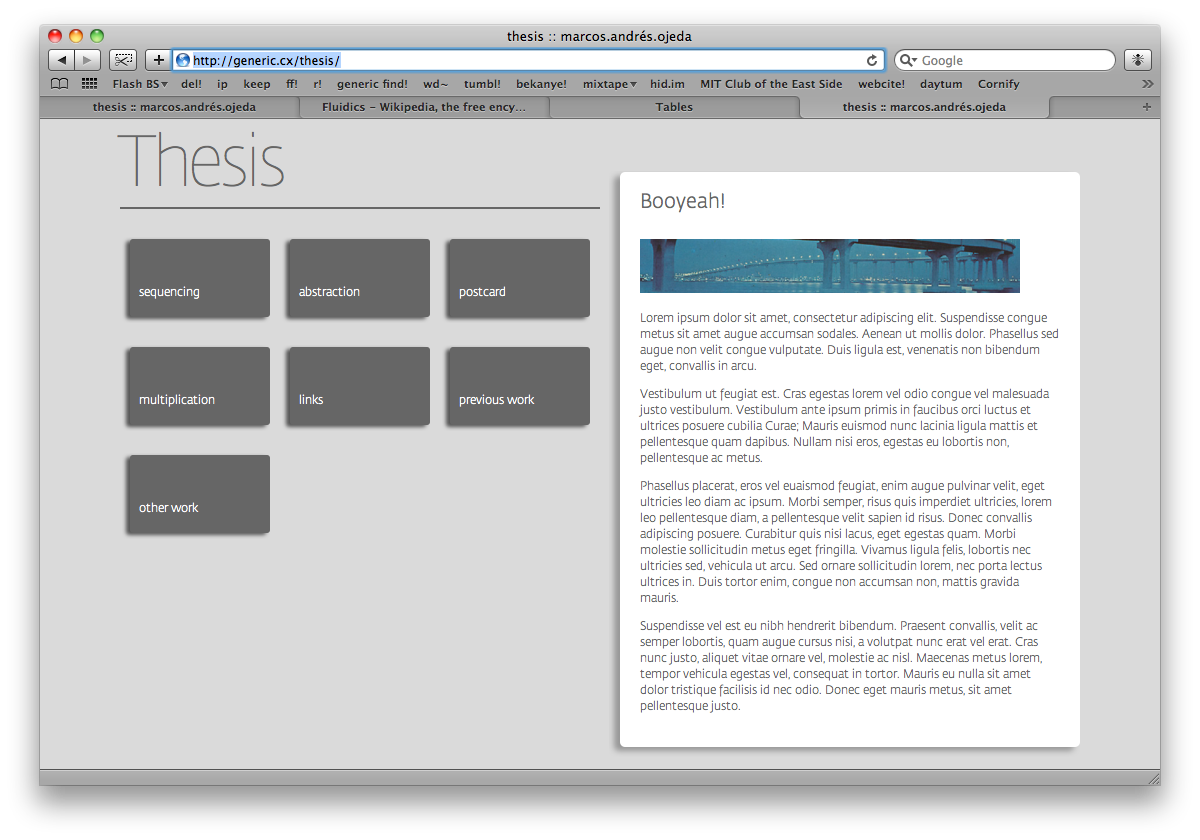 thesis :: marcos.andrés.ojeda
http://generic.cx/thesis/
Google
Flash BS▾ del! ip keep ff! r! generic find! wd~ tumbl! bekanye! mixtape▾ hid.im MIT Club of the East Side webcite! daytum Cornify
thesis :: marcos.andrés.ojeda
Fluidics – Wikipedia, the free ency...
Tables
thesis :: marcos.andrés.ojeda
Thesis
sequencing
abstraction
postcard
multiplication
links
previous work
other work
Booyeah!
Lorem ipsum dolor sit amet, consectetur adipiscing elit. Suspendisse congue
metus sit amet augue accumsan sodales. Aenean ut mollis dolor. Phasellus sed
augue non velit congue vulputate. Duis ligula est, venenatis non bibendum
eget, convallis in arcu.
Vestibulum ut feugiat est. Cras egestas lorem vel odio congue vel malesuada
justo vestibulum. Vestibulum ante ipsum primis in faucibus orci luctus et
ultrices posuere cubilia Curae; Mauris euismod nunc lacinia ligula mattis et
pellentesque quam dapibus. Nullam nisi eros, egestas eu lobortis non,
pellentesque ac metus.
Phasellus placerat, eros vel euaismod feugiat, enim augue pulvinar velit, eget
ultricies leo diam ac ipsum. Morbi semper, risus quis imperdiet ultricies, lorem
leo pellentesque diam, a pellentesque velit sapien id risus. Donec convallis
adipiscing posuere. Curabitur quis nisi lacus, eget egestas quam. Morbi
molestie sollicitudin metus eget fringilla. Vivamus ligula felis, lobortis nec
ultricies sed, vehicula ut arcu. Sed ornare sollicitudin lorem, nec porta lectus
ultrices in. Duis tortor enim, congue non accumsan non, mattis gravida
mauris.
Suspendisse vel est eu nibh hendrerit bibendum. Praesent convallis, velit ac
semper lobortis, quam augue cursus nisi, a volutpat nunc erat vel erat. Cras
nunc justo, aliquet vitae ornare vel, molestie ac nisl. Maecenas metus lorem,
tempor vehicula egestas vel, consequat in tortor. Mauris eu nulla sit amet
dolor tristique facilisis id nec odio. Donec eget mauris metus, sit amet
pellentesque justo.